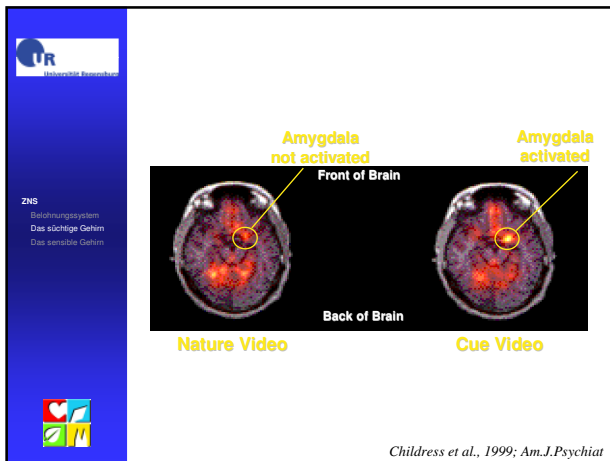 UR
Universität Regensburg
ZNS
Belohnungssystem
Das süchtige Gehirn
Das sensible Gehirn
Amygdala
not activated
Amygdala
activated
Front of Brain
Back of Brain
Nature Video
Cue Video
Childress et al., 1999; Am.J.Psychiat